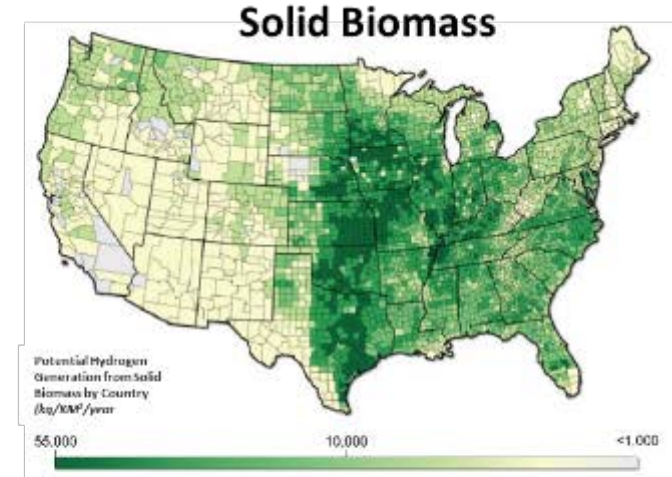 Solid Biomass
Potential Hydrogen
Generation from Solid
Biomass by Country
(kg/KM²/year
55,000 10,000 <1,000